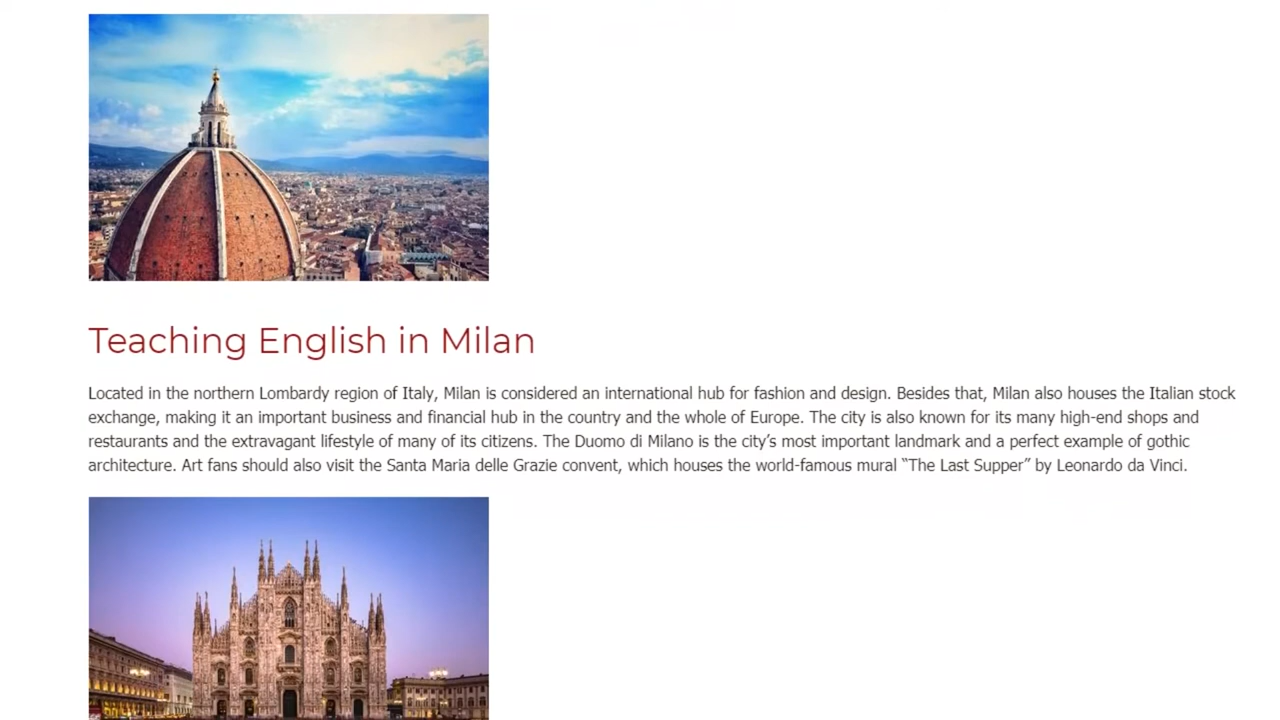 Teaching English in Milan
Located in the northern Lombardy region of Italy, Milan is considered an international hub for fashion and design. Besides that, Milan also houses the Italian stock
exchange, making it an important business and financial hub in the country and the whole of Europe. The city is also known for its many high-end shops and
restaurants and the extravagant lifestyle of many of its citizens. The Duomo di Milano is the city’s most important landmark and a perfect example of gothic
architecture. Art fans should also visit the Santa Maria delle Grazie convent, which houses the world-famous mural “The Last Supper” by Leonardo da Vinci.